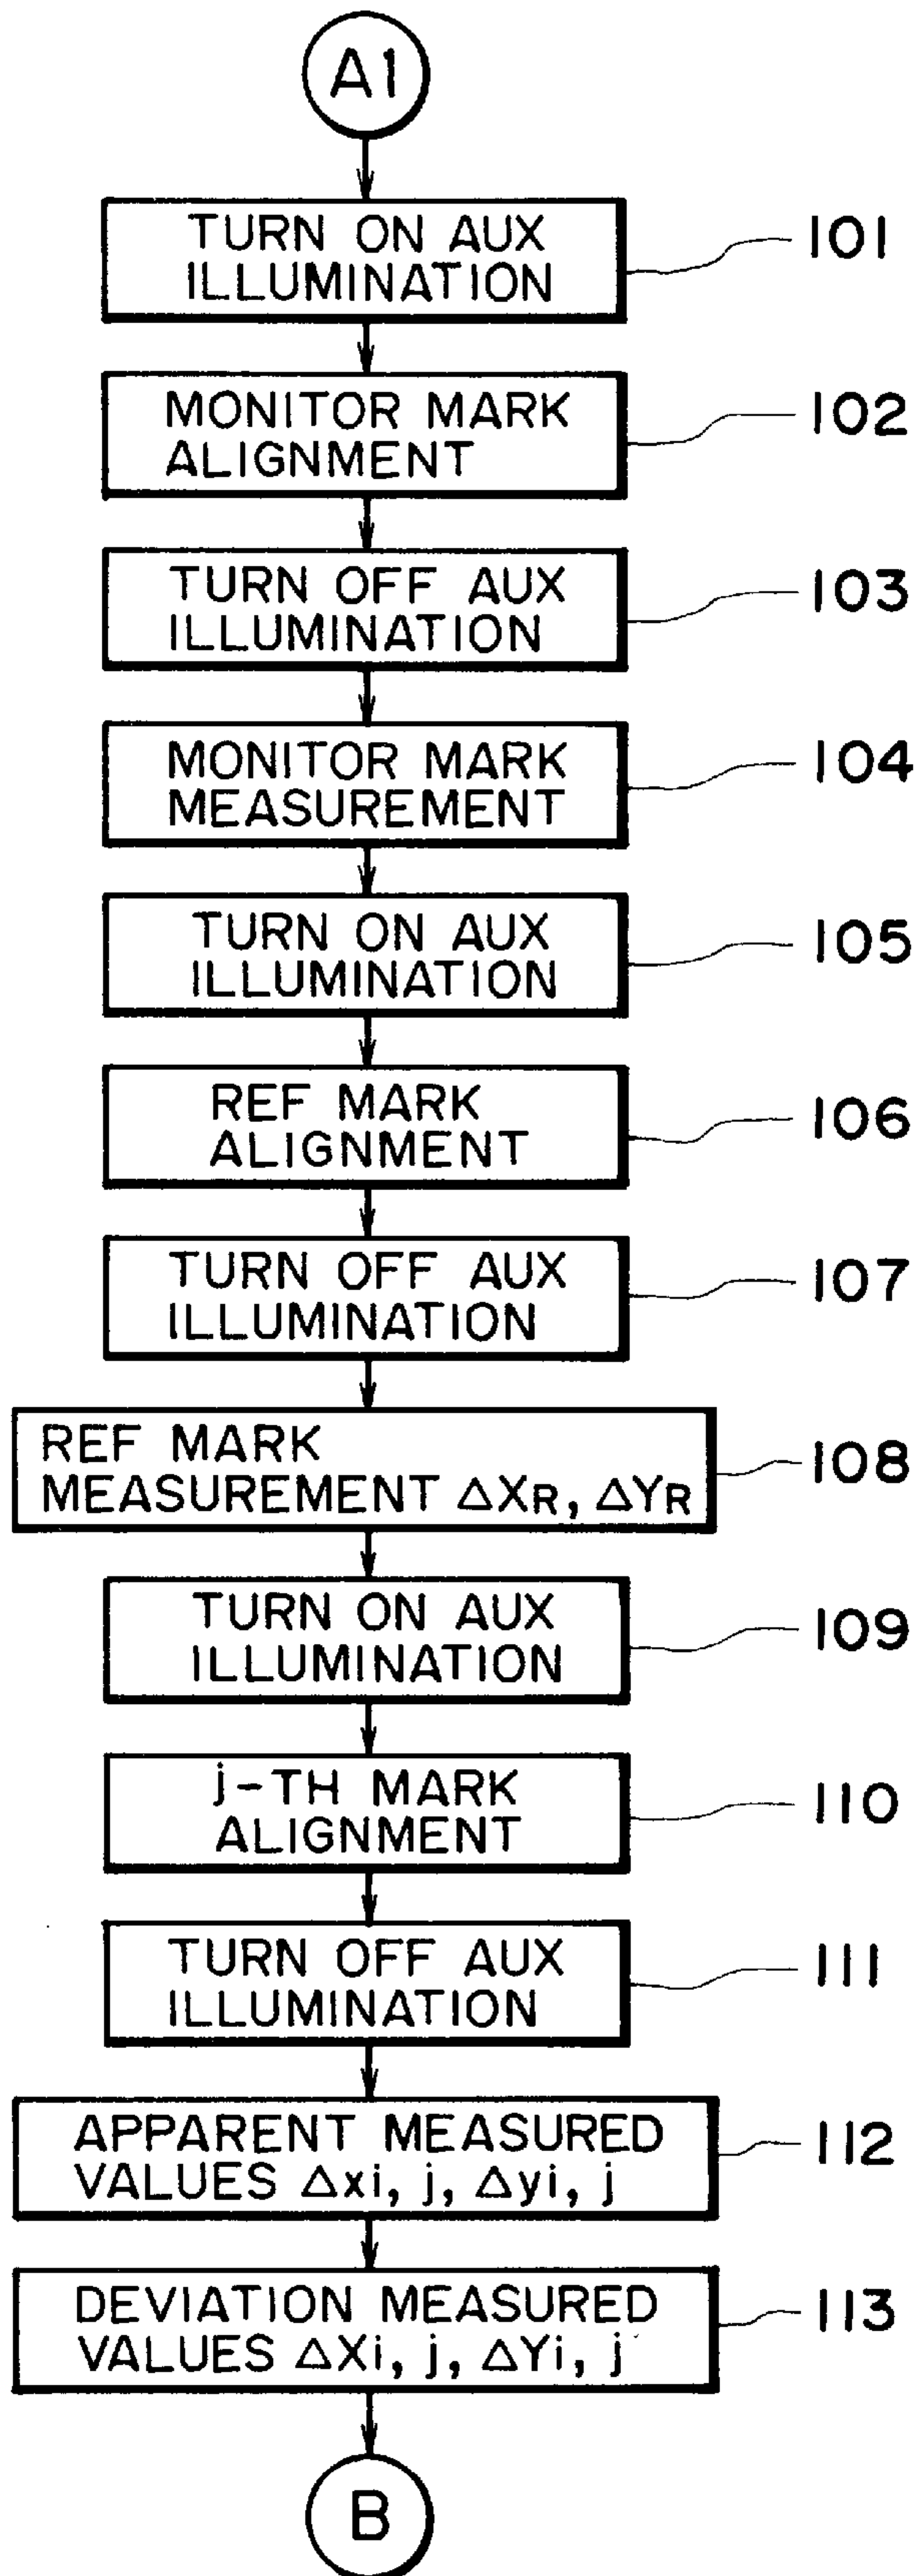 A1
TURN ON AUX
ILLUMINATION
101
MONITOR MARK
ALIGNMENT
102
TURN OFF AUX
ILLUMINATION
103
MONITOR MARK
MEASUREMENT
104
TURN ON AUX
ILLUMINATION
105
REF MARK
ALIGNMENT
106
TURN OFF AUX
ILLUMINATION
107
REF MARK
MEASUREMENT ΔXR, ΔYR
108
TURN ON AUX
ILLUMINATION
109
j-TH MARK
ALIGNMENT
110
TURN OFF AUX
ILLUMINATION
111
APPARENT MEASURED
VALUES Δxi, j, Δyi, j
112
DEVIATION MEASURED
VALUES ΔXi, j, ΔYi, j
113
B